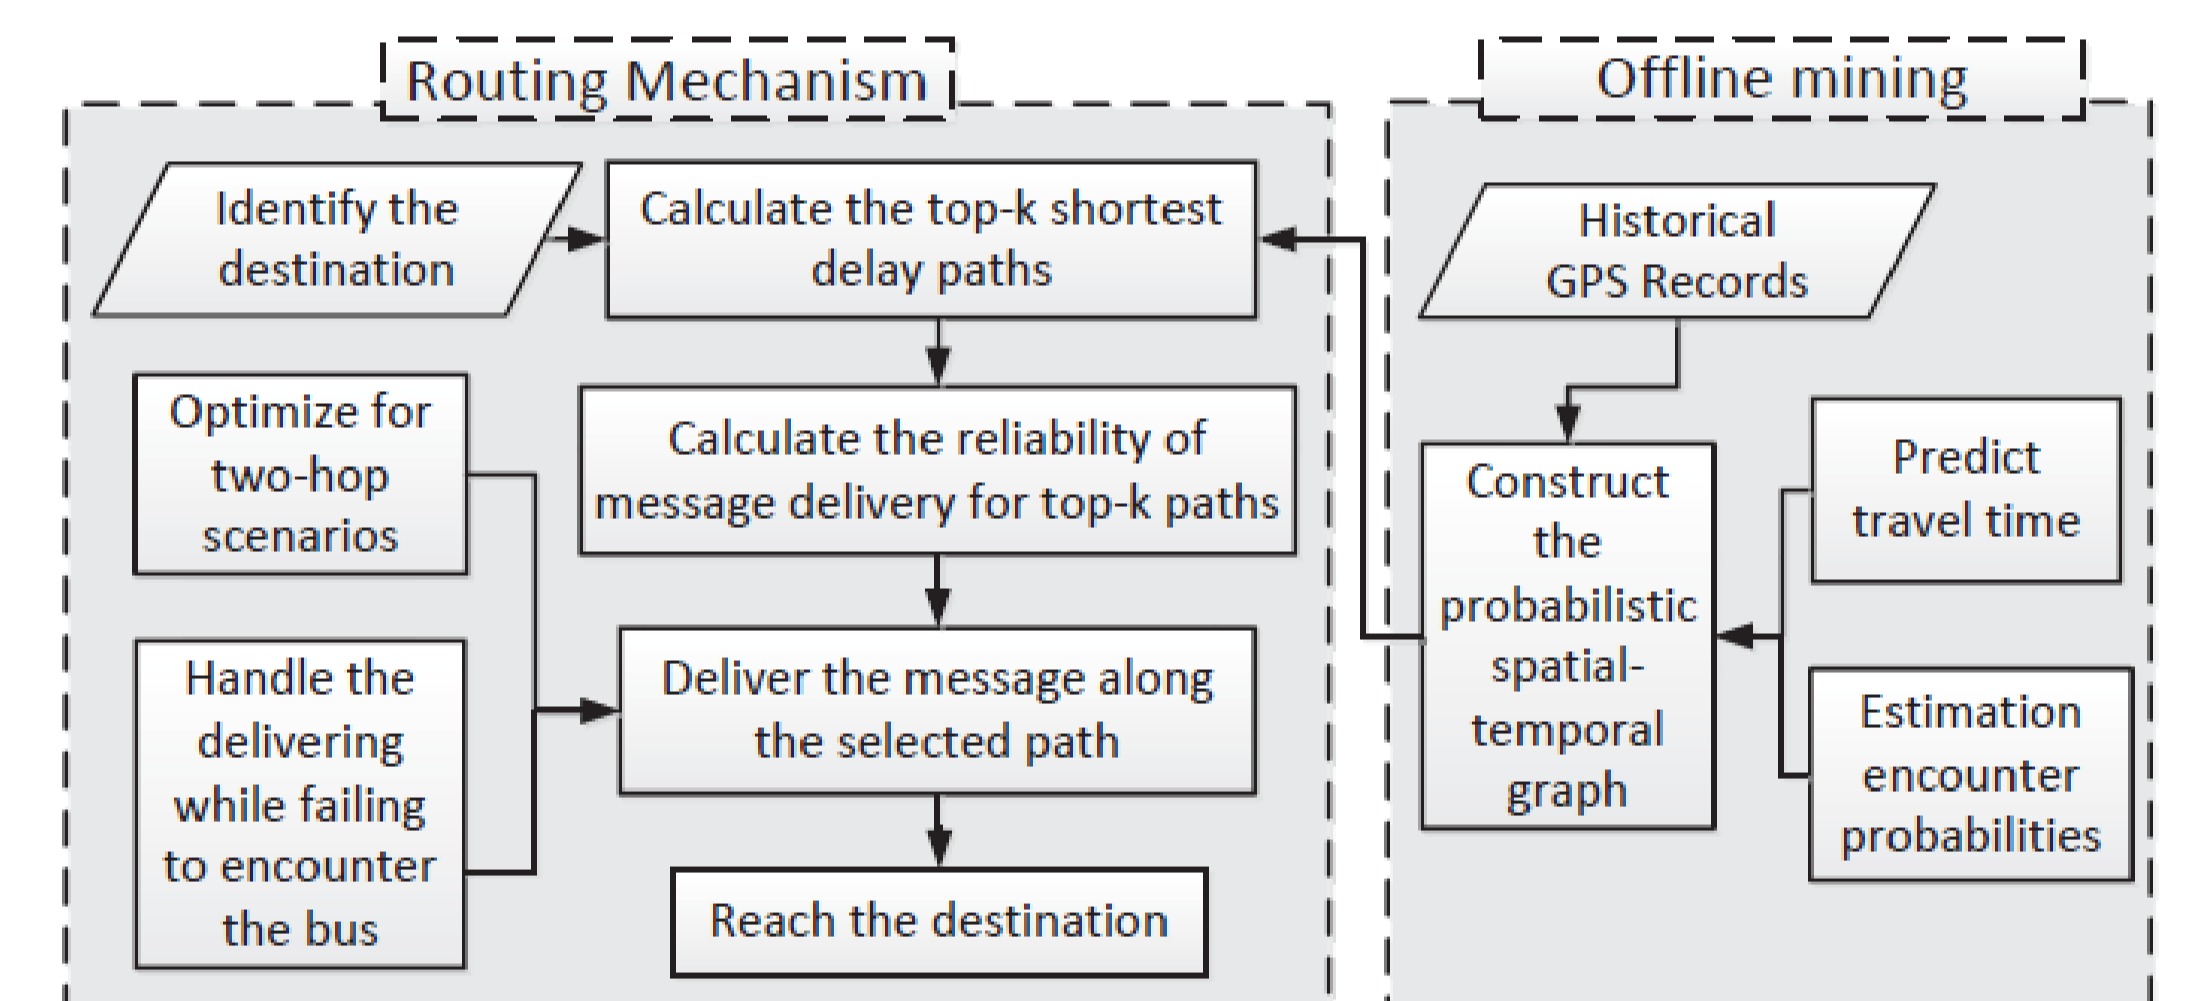 Routing Mechanism
Identify the
destination
Calculate the top-k shortest
delay paths
Optimize for
two-hop
scenarios
Calculate the reliability of
message delivery for top-k paths
Handle the
delivering
while failing
to encounter
the bus
Deliver the message along
the selected path
Reach the destination
Offline mining
Historical
GPS Records
Construct
the
probabilistic
spatial-
temporal
graph
Predict
travel time
Estimation
encounter
probabilities